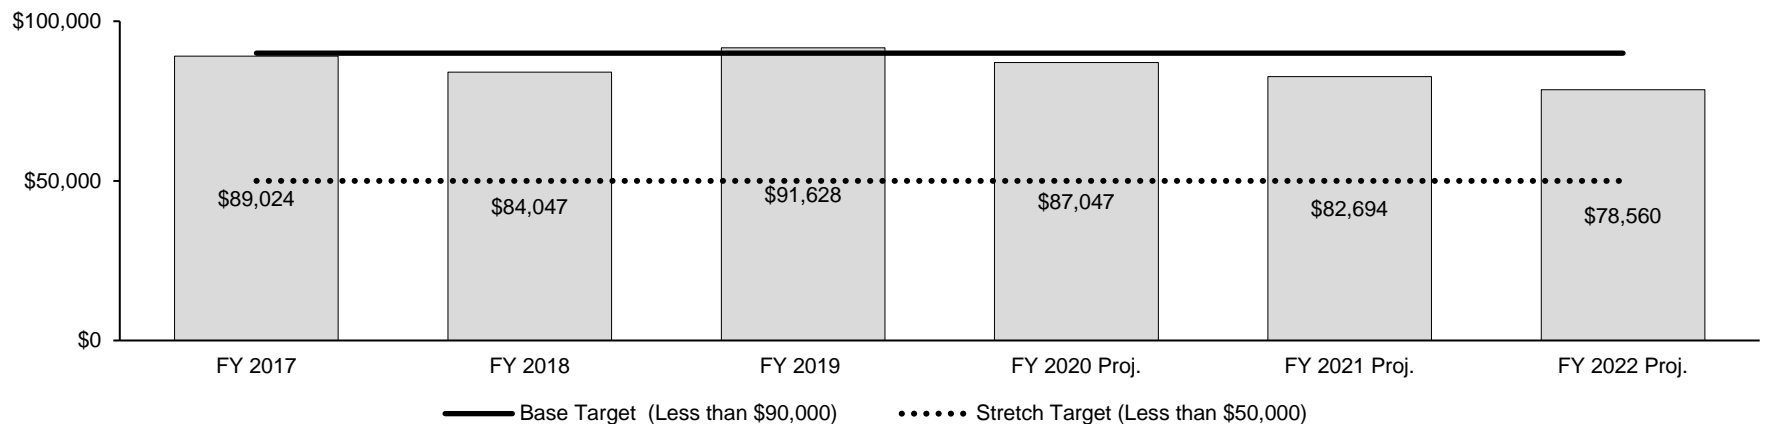 $100,000
$50,000
$0
$89,024
$84,047
$91,628
$87,047
$82,694
$78,560
FY 2017
FY 2018
FY 2019
FY 2020 Proj.
FY 2021 Proj.
FY 2022 Proj.
Base Target  (Less than $90,000)
Stretch Target (Less than $50,000)